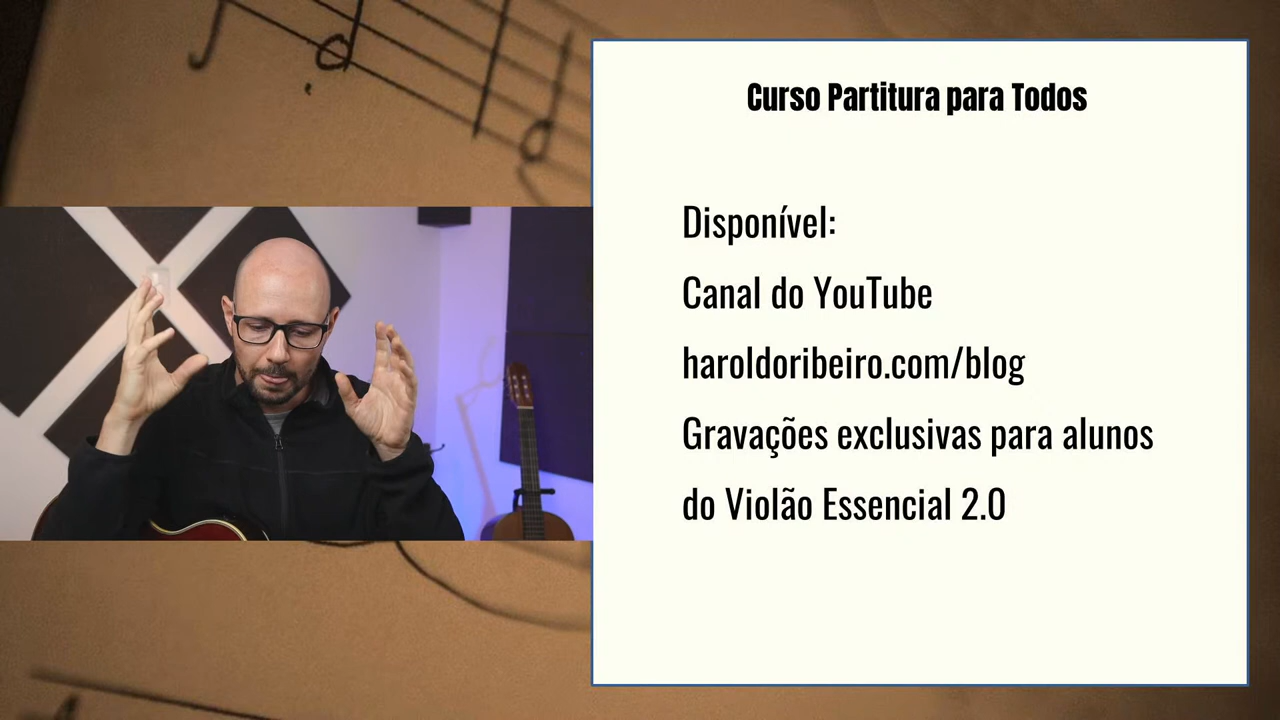 Curso Partitura para Todos
Disponível:
Canal do YouTube
haroldoribeiro.com/blog
Gravações exclusivas para alunos
do Violão Essencial 2.0